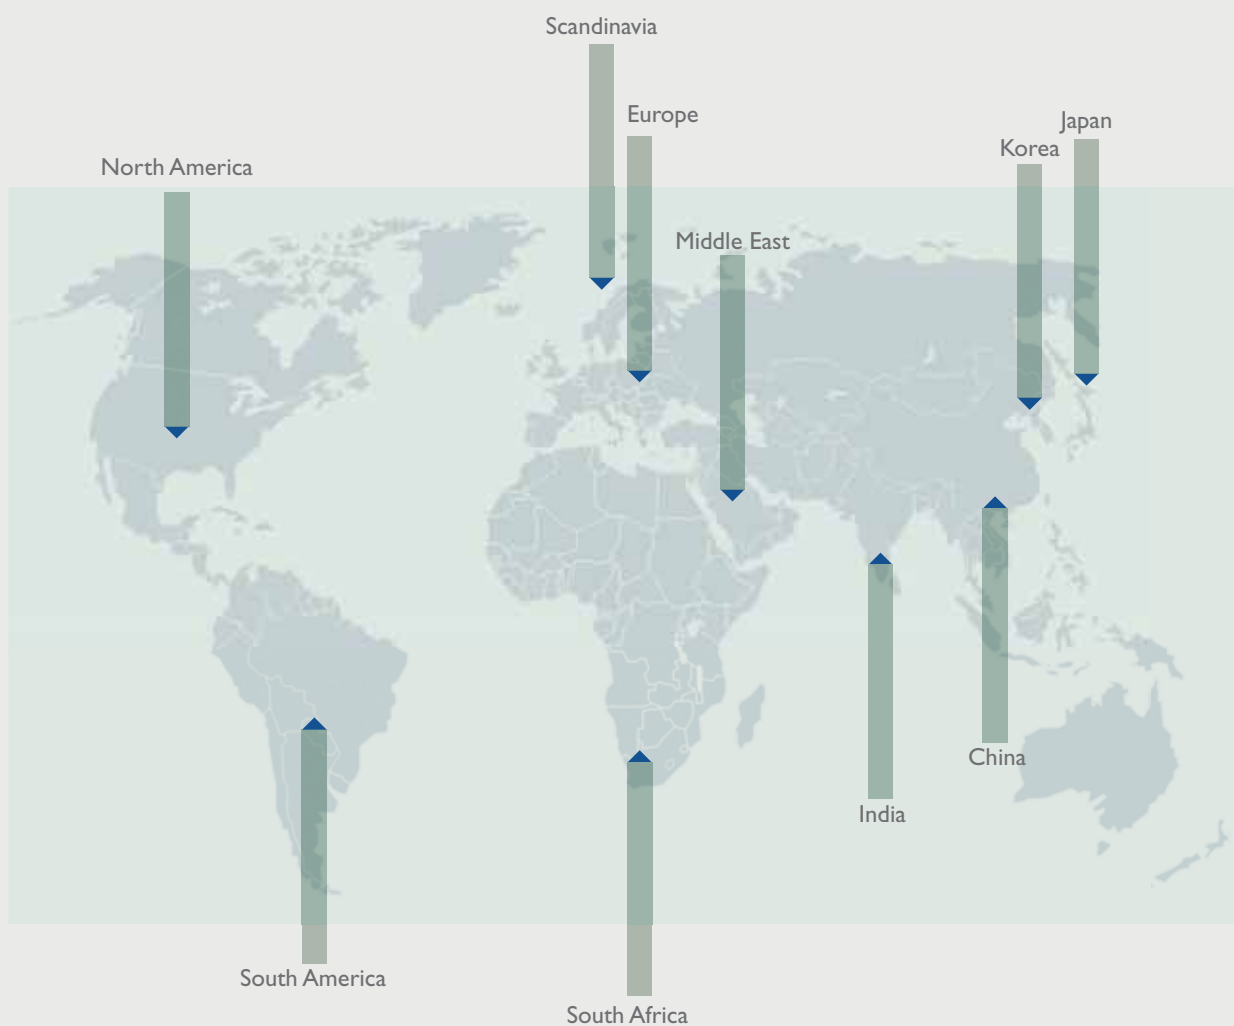 Scandinavia
Europe
Japan
Korea
North America
Middle East
China
India
South America
South Africa